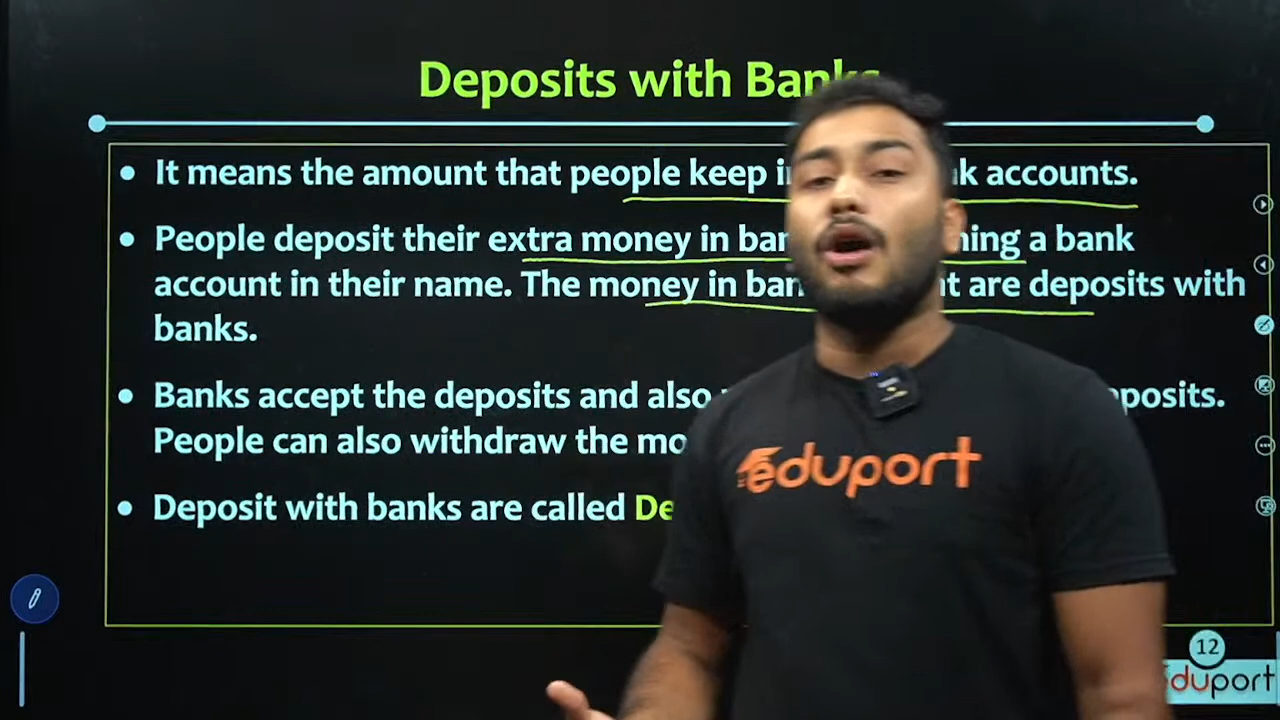 Deposits with Banks
• It means the amount that people keep in k accounts.
• People deposit their extra money in ban ning a bank
account in their name. The money in ban t are deposits with
banks.
• Banks accept the deposits and also posits.
People can also withdraw the mo
• Deposit with banks are called De
eduport
12
eduport